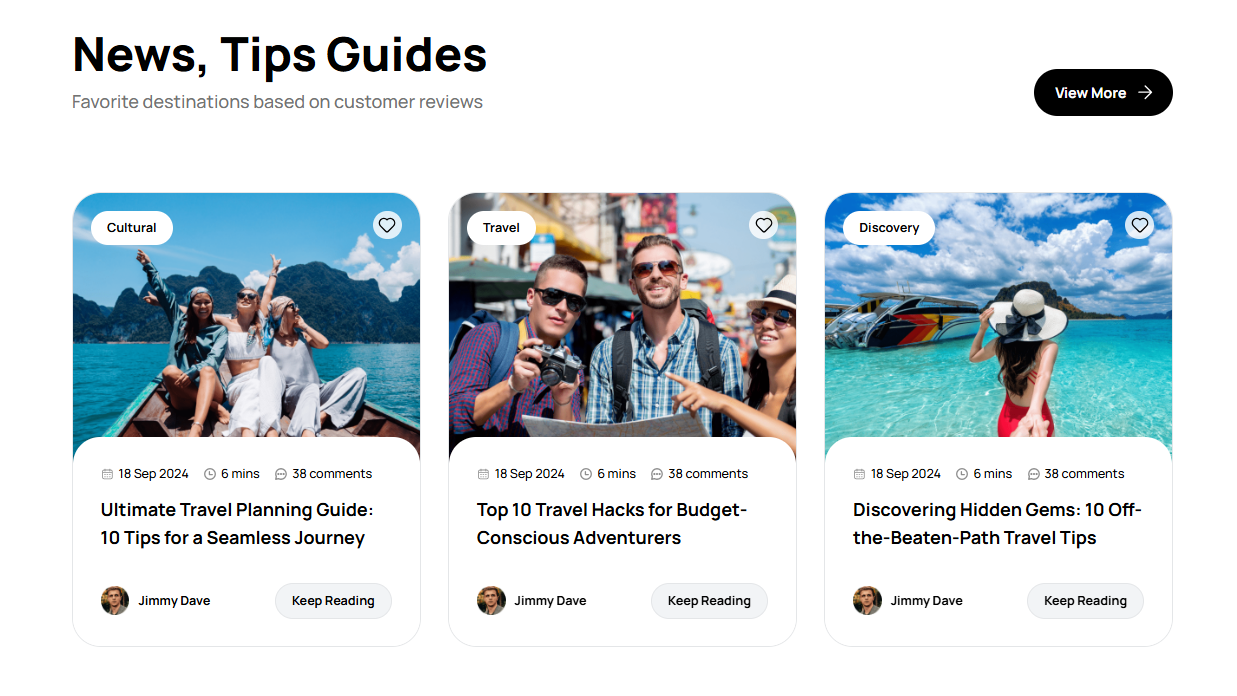 News, Tips Guides
Favorite destinations based on customer reviews
View More
Cultural
18 Sep 2024 6 mins 38 comments
Ultimate Travel Planning Guide:
10 Tips for a Seamless Journey
Jimmy Dave
Keep Reading
Travel
18 Sep 2024 6 mins 38 comments
Top 10 Travel Hacks for Budget-
Conscious Adventurers
Jimmy Dave
Keep Reading
Discovery
18 Sep 2024 6 mins 38 comments
Discovering Hidden Gems: 10 Off-
the-Beaten-Path Travel Tips
Jimmy Dave
Keep Reading